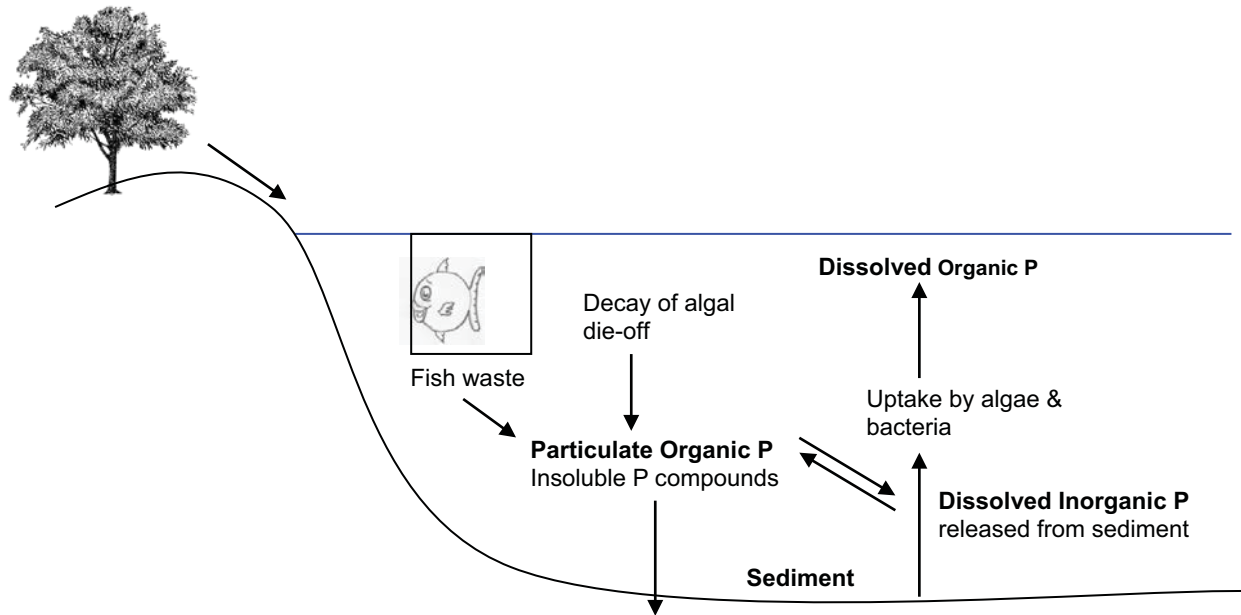 Dissolved Organic P
Decay of algal
die-off
Fish waste
Uptake by algae &
bacteria
Particulate Organic P
Insoluble P compounds
Dissolved Inorganic P
released from sediment
Sediment